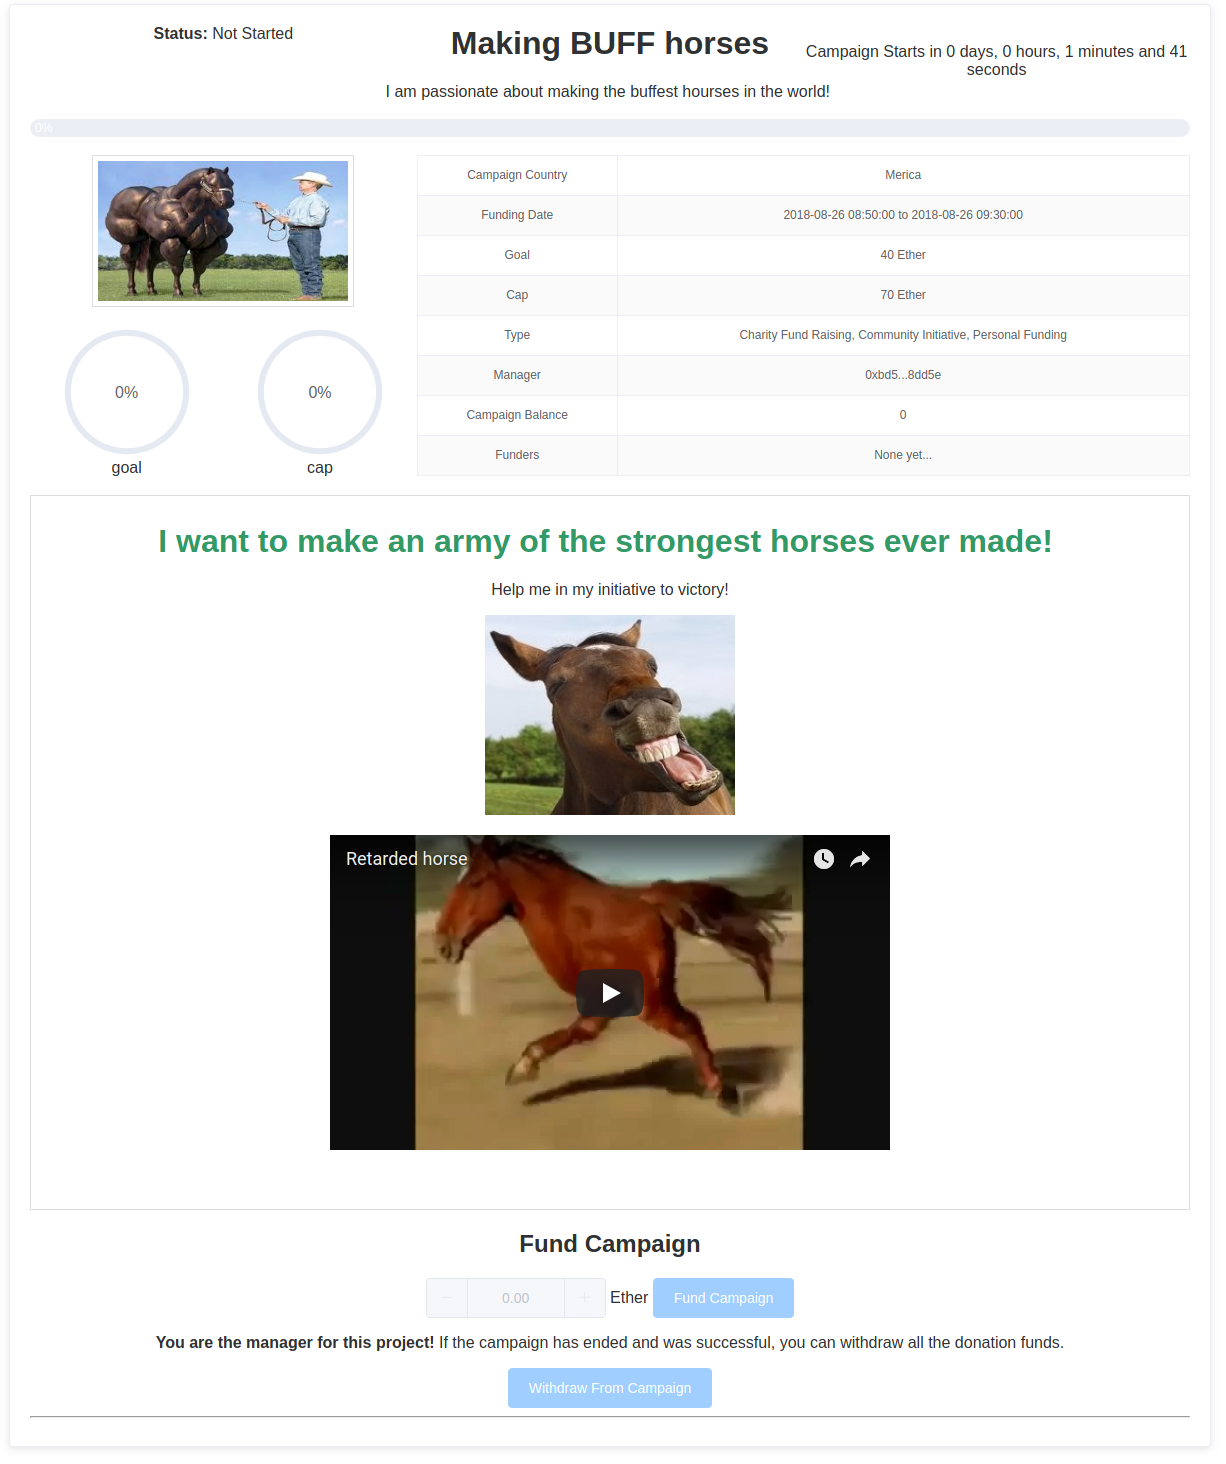 Status: Not Started
Making BUFF horses
Campaign Starts in 0 days, 0 hours, 1 minutes and 41
seconds
I am passionate about making the buffest hourses in the world!
0%
Campaign Country Merica
Funding Date 2018-08-26 08:50:00 to 2018-08-26 09:30:00
Goal 40 Ether
Cap 70 Ether
Type Charity Fund Raising, Community Initiative, Personal Funding
Manager 0xbd5...8dd5e
Campaign Balance 0
Funders None yet...
0% 0%
goal cap
I want to make an army of the strongest horses ever made!
Help me in my initiative to victory!
Retarded horse
Fund Campaign
0.00 Ether Fund Campaign
You are the manager for this project! If the campaign has ended and was successful, you can withdraw all the donation funds.
Withdraw From Campaign